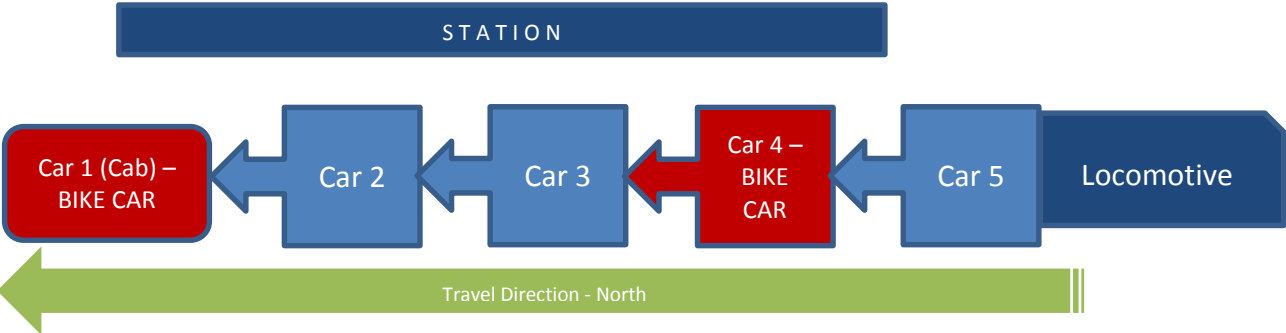 S T A T I O N
Car 1 (Cab) –
BIKE CAR
Car 2
Car 3
Car 4 –
BIKE
CAR
Car 5
Locomotive
Travel Direction - North